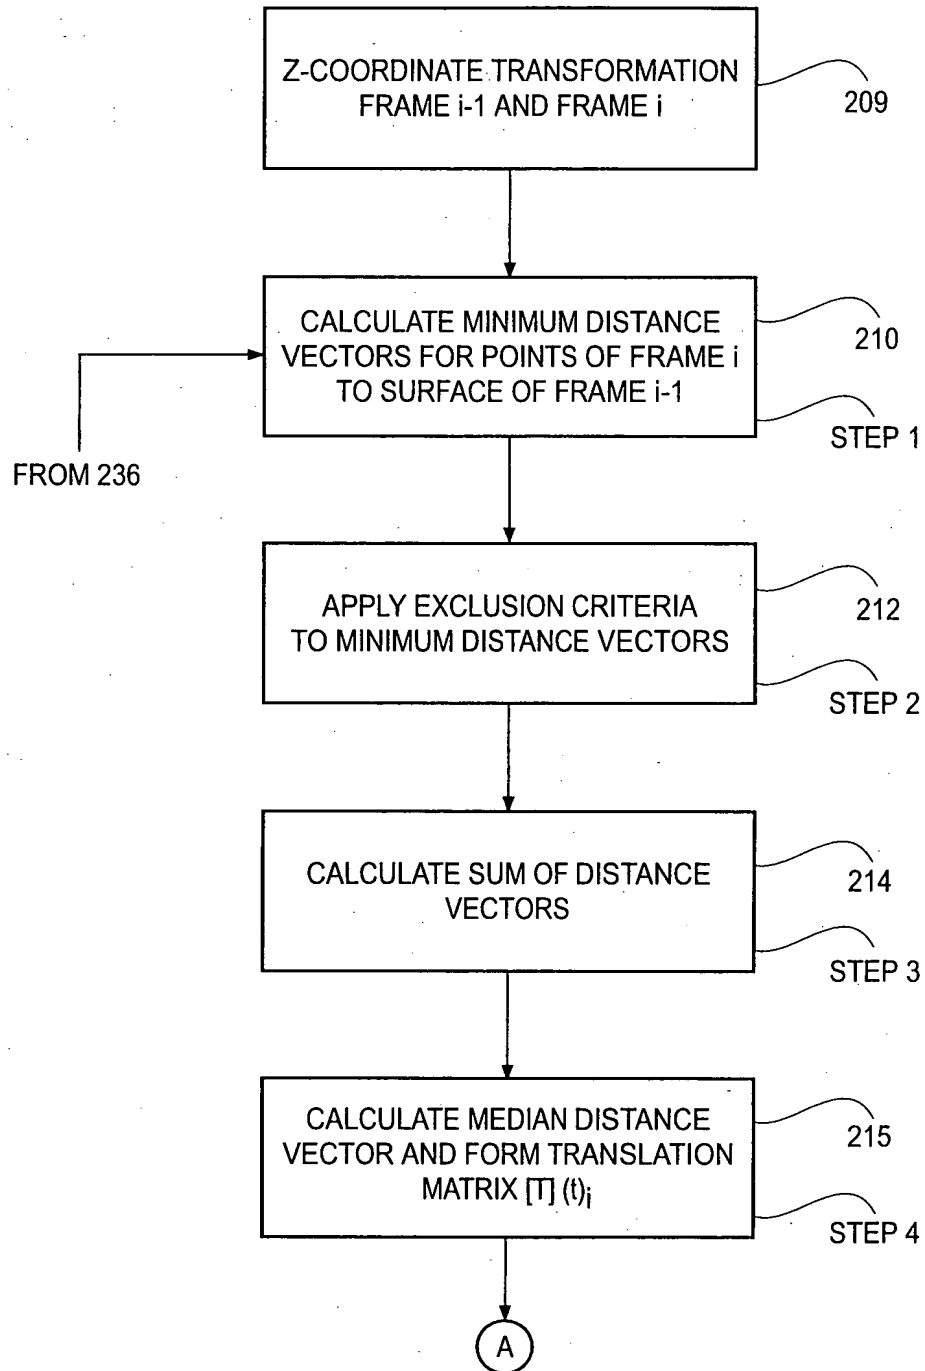 Z-COORDINATE TRANSFORMATION
FRAME i-1 AND FRAME i
209
CALCULATE MINIMUM DISTANCE
VECTORS FOR POINTS OF FRAME i
TO SURFACE OF FRAME i-1
210
STEP 1
FROM 236
APPLY EXCLUSION CRITERIA
TO MINIMUM DISTANCE VECTORS
212
STEP 2
CALCULATE SUM OF DISTANCE
VECTORS
214
STEP 3
CALCULATE MEDIAN DISTANCE
VECTOR AND FORM TRANSLATION
MATRIX [T] (t)i
215
STEP 4
A